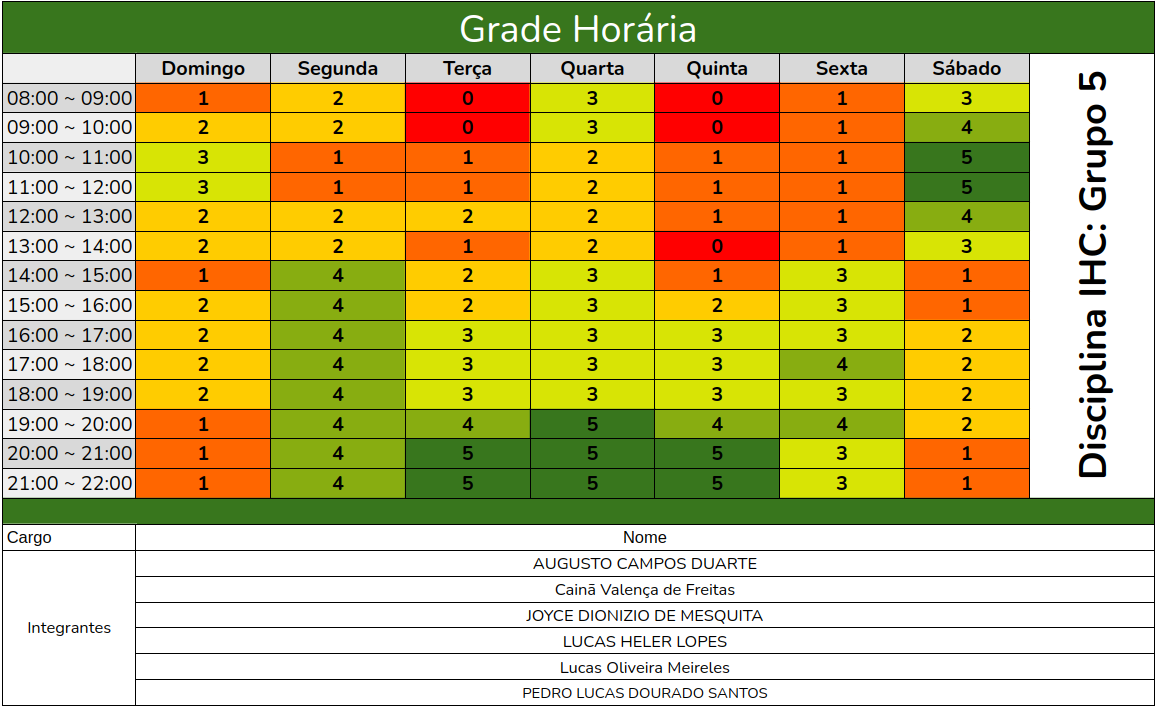 Grade Horária
Domingo Segunda Terça Quarta Quinta Sexta Sábado
08:00 ~ 09:00 1 2 0 3 0 1 3
09:00 ~ 10:00 2 2 0 3 0 1 4
10:00 ~ 11:00 3 1 1 2 1 1 5
11:00 ~ 12:00 3 1 1 2 1 1 5
12:00 ~ 13:00 2 2 2 2 1 1 4
13:00 ~ 14:00 2 2 1 2 0 1 3
14:00 ~ 15:00 1 4 2 3 1 3 1
15:00 ~ 16:00 2 4 2 3 2 3 1
16:00 ~ 17:00 2 4 3 3 3 3 2
17:00 ~ 18:00 2 4 3 3 3 4 2
18:00 ~ 19:00 2 4 3 3 3 3 2
19:00 ~ 20:00 1 4 4 5 4 4 2
20:00 ~ 21:00 1 4 5 5 5 3 1
21:00 ~ 22:00 1 4 5 5 5 3 1
Disciplina IHC: Grupo 5
Cargo Nome
Integrantes
AUGUSTO CAMPOS DUARTE
Cainã Valença de Freitas
JOYCE DIONIZIO DE MESQUITA
LUCAS HELER LOPES
Lucas Oliveira Meireles
PEDRO LUCAS DOURADO SANTOS